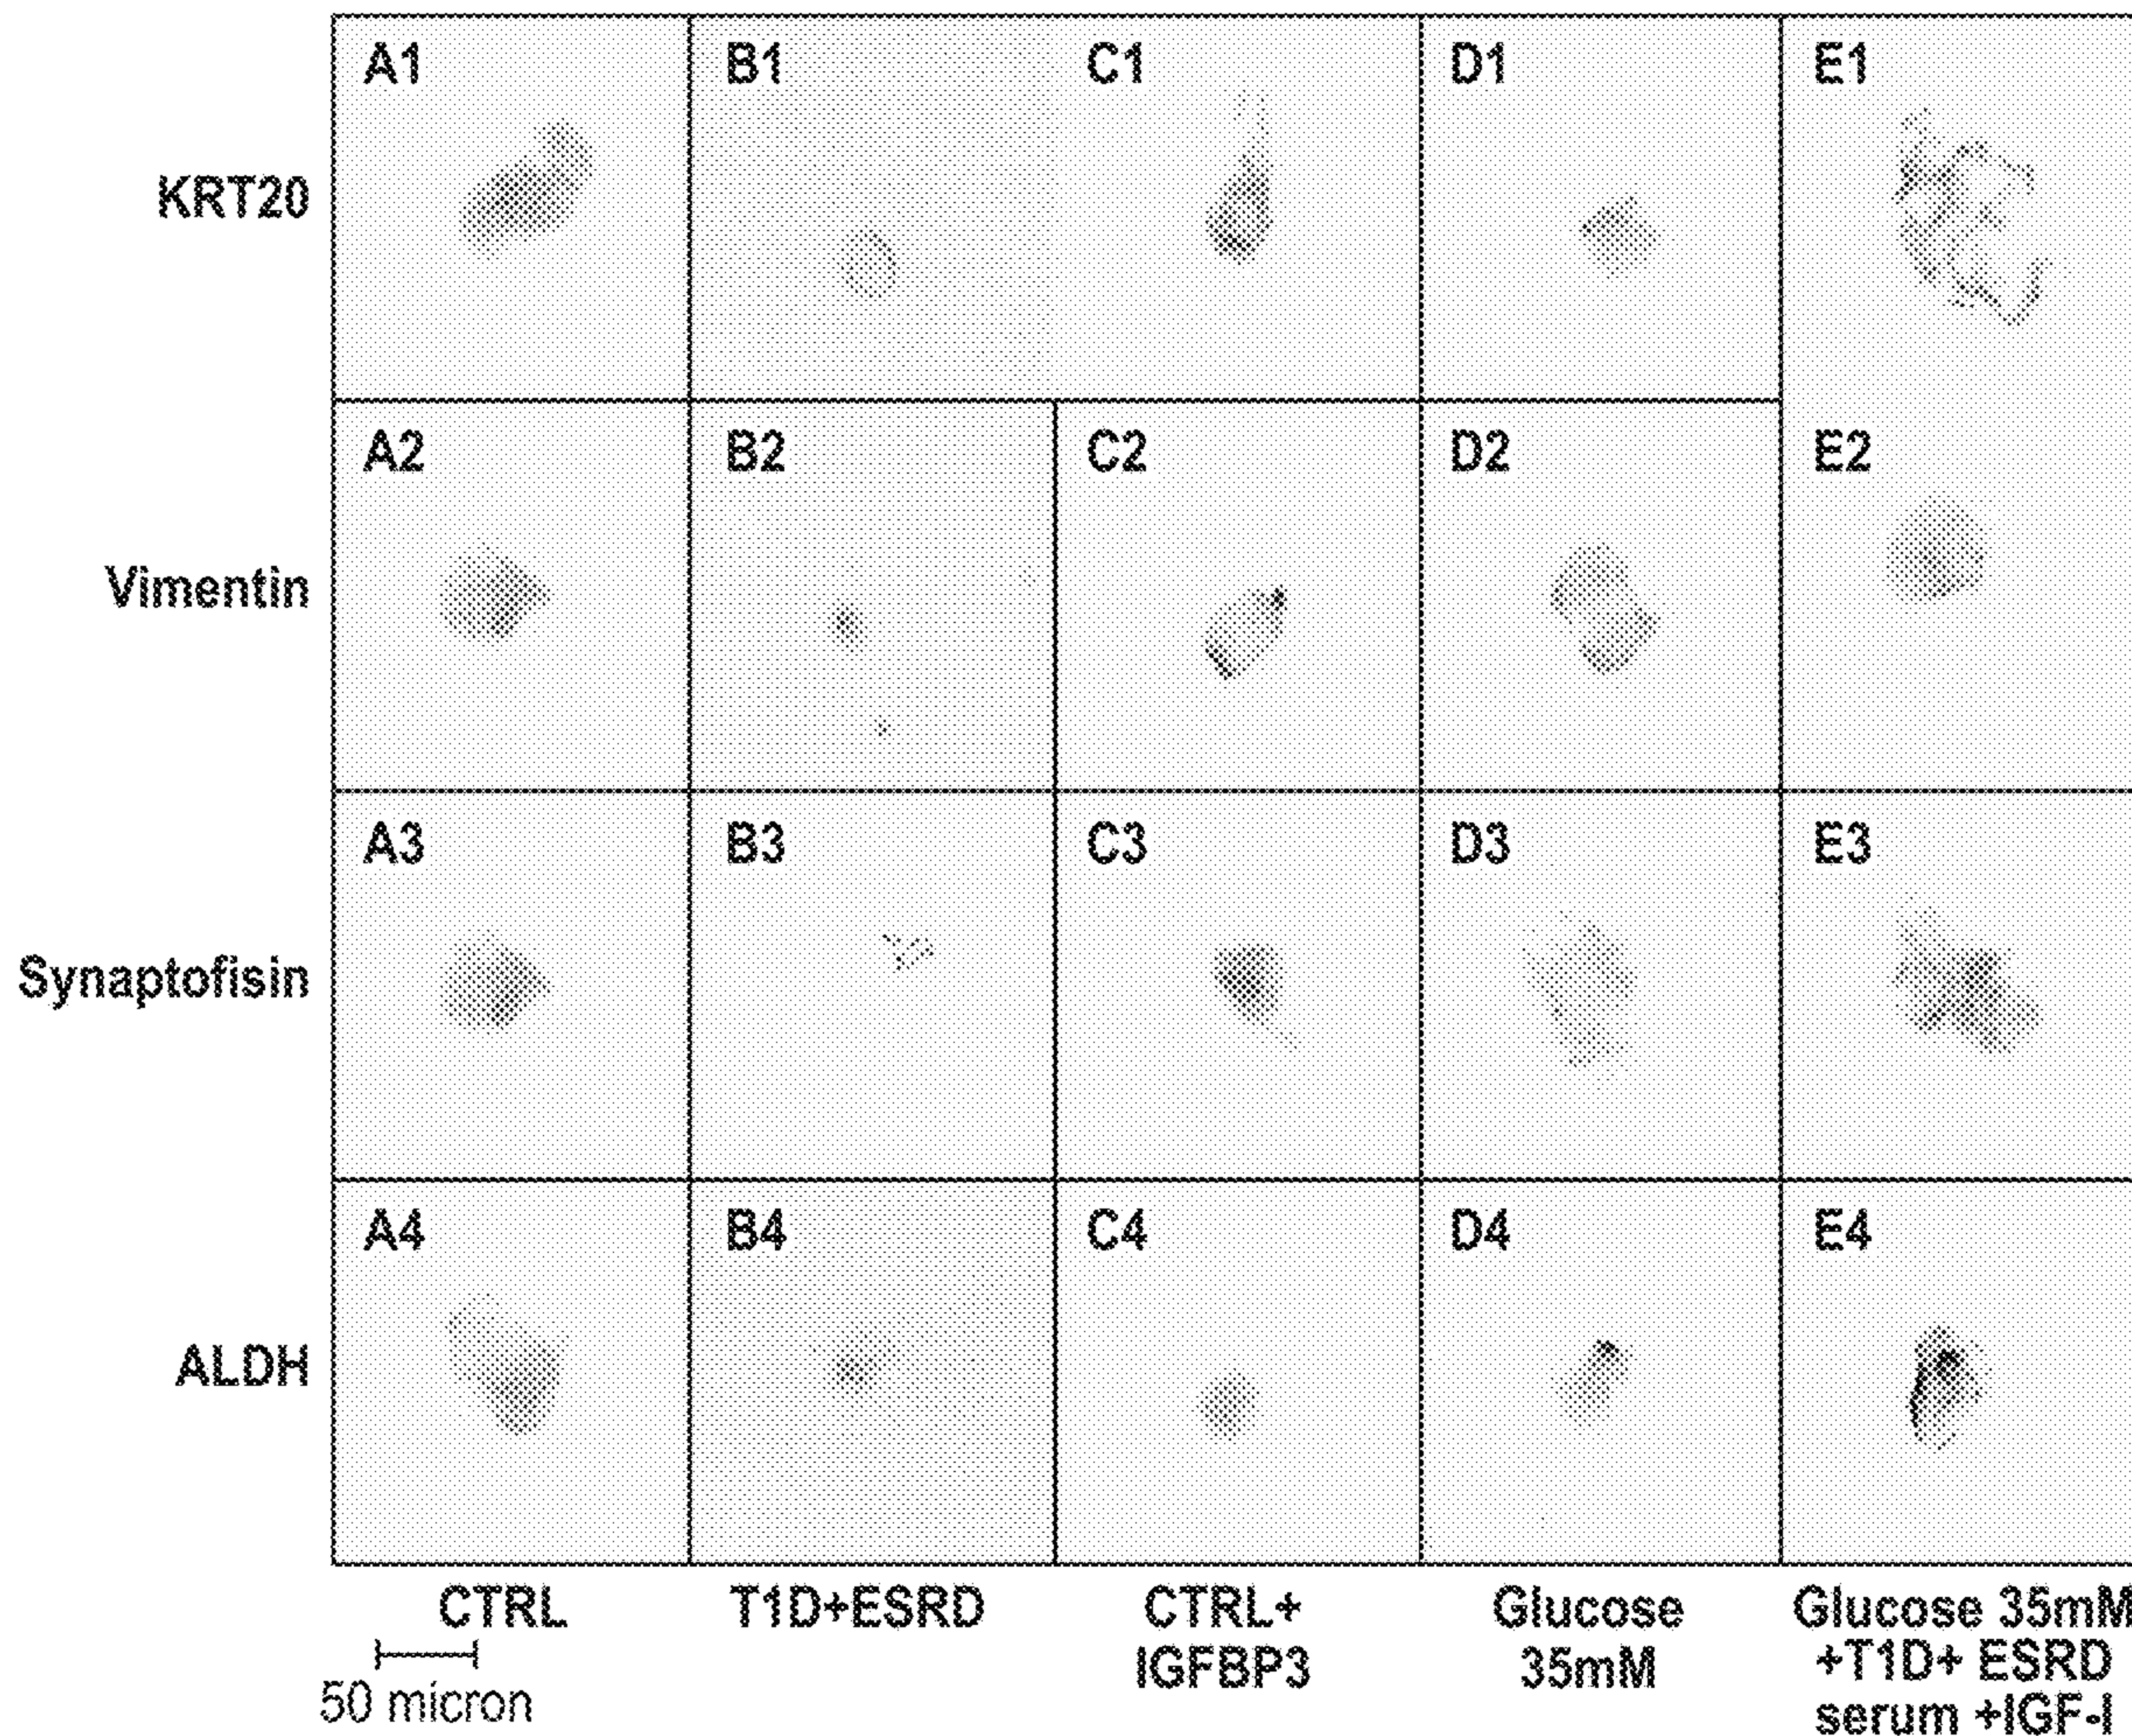 A1 B1 C1 D1 E1
KRT20
A2 B2 C2 D2 E2
Vimentin
A3 B3 C3 D3 E3
Synaptofisin
A4 B4 C4 D4 E4
ALDH
CTRL T1D+ESRD CTRL+ Glucose Glucose 35mM
IGFBP3 35mM +T1D+ ESRD
50 micron serum +IGF-I